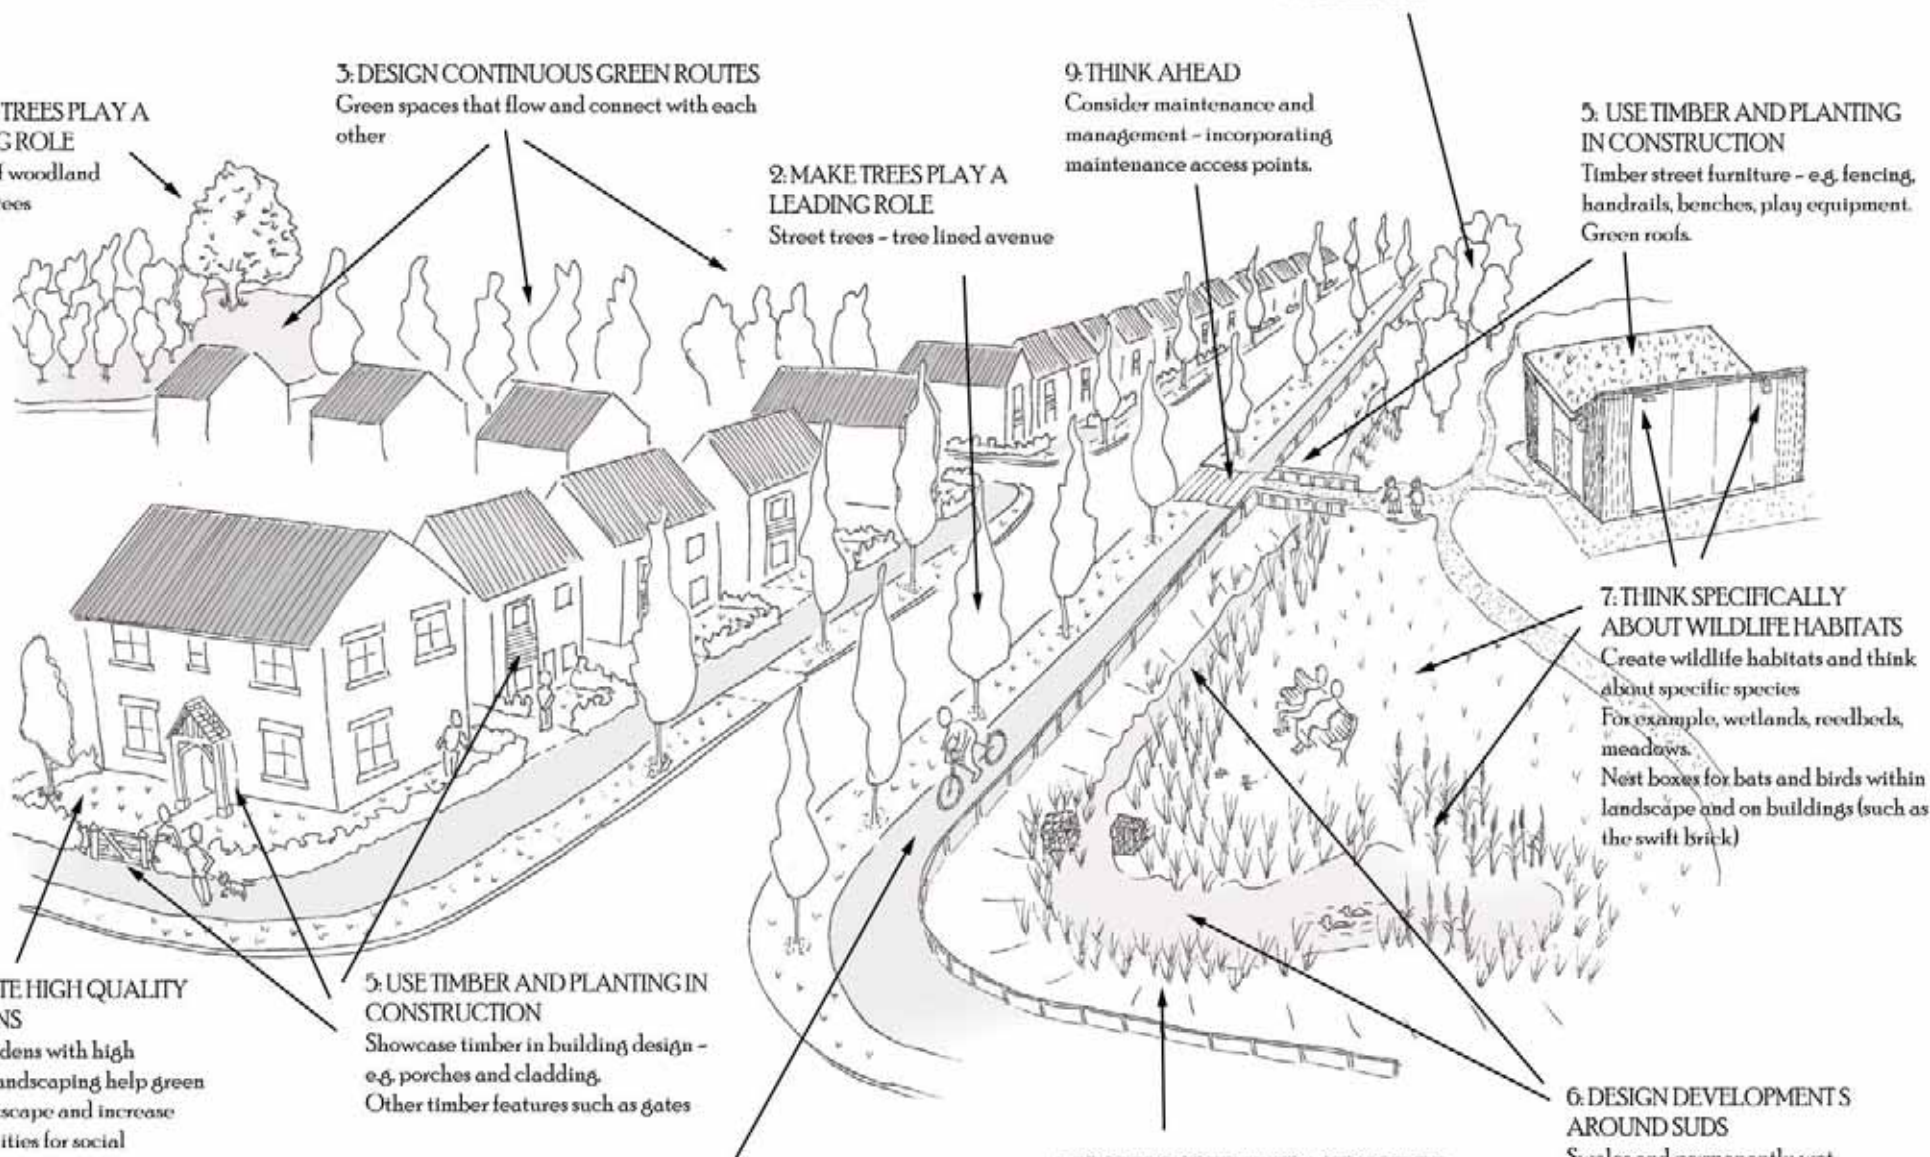 TREES PLAY A
G ROLE
f woodland
rees
3: DESIGN CONTINUOUS GREEN ROUTES
Green spaces that flow and connect with each
other
2: MAKE TREES PLAY A
LEADING ROLE
Street trees - tree lined avenue
9: THINK AHEAD
Consider maintenance and
management - incorporating
maintenance access points.
5: USE TIMBER AND PLANTING
IN CONSTRUCTION
Timber street furniture - e.g. fencing,
handrails, benches, play equipment.
Green roofs.
7: THINK SPECIFICALLY
ABOUT WILDLIFE HABITATS
Create wildlife habitats and think
about specific species
For example, wetlands, reedbeds,
meadows.
Nest boxes for bats and birds within
landscape and on buildings (such as
the swift brick)
TE HIGH QUALITY
NS
dens with high
andscaping help green
scape and increase
ities for social
5: USE TIMBER AND PLANTING IN
CONSTRUCTION
Showcase timber in building design -
e.g. porches and cladding.
Other timber features such as gates
6: DESIGN DEVELOPMENT S
AROUND SUDS